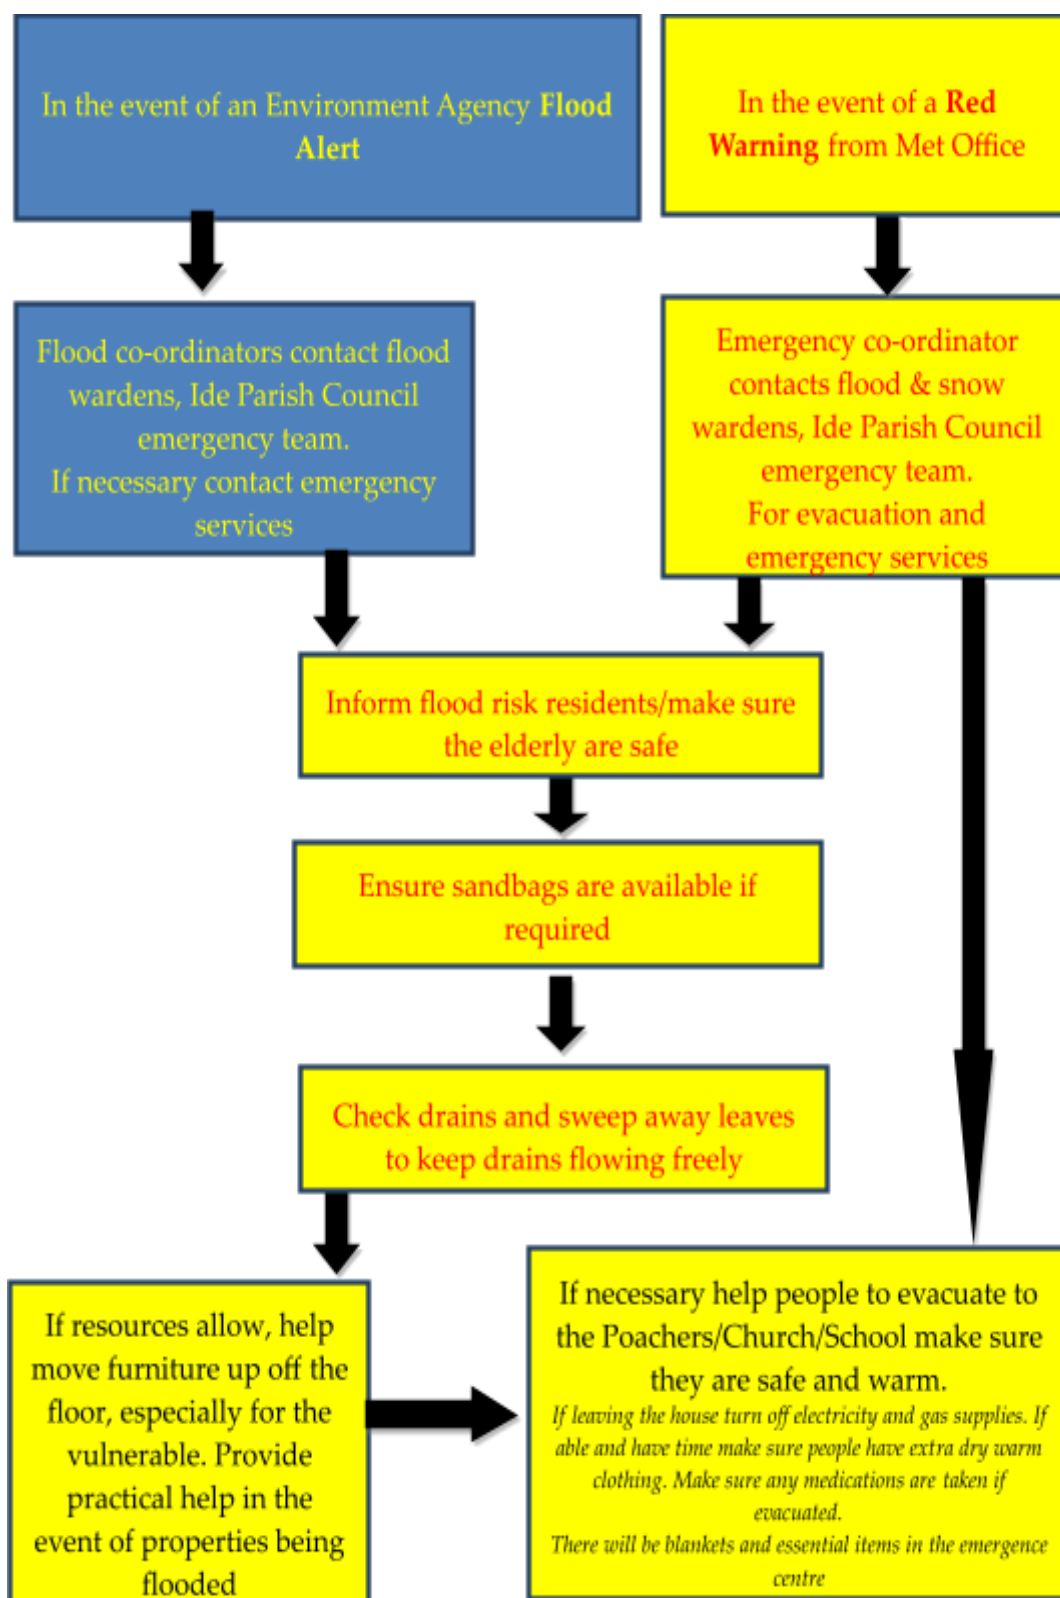 In the event of an Environment Agency Flood
Alert
In the event of a Red
Warning from Met Office
Flood co-ordinators contact flood
wardens, Ide Parish Council
emergency team.
If necessary contact emergency
services
Emergency co-ordinator
contacts flood & snow
wardens, Ide Parish Council
emergency team.
For evacuation and
emergency services
Inform flood risk residents/make sure
the elderly are safe
Ensure sandbags are available if
required
Check drains and sweep away leaves
to keep drains flowing freely
If resources allow, help
move furniture up off the
floor, especially for the
vulnerable. Provide
practical help in the
event of properties being
flooded
If necessary help people to evacuate to
the Poachers/Church/School make sure
they are safe and warm.
If leaving the house turn off electricity and gas supplies. If
able and have time make sure people have extra dry warm
clothing. Make sure any medications are taken if
evacuated.
There will be blankets and essential items in the emergence
centre